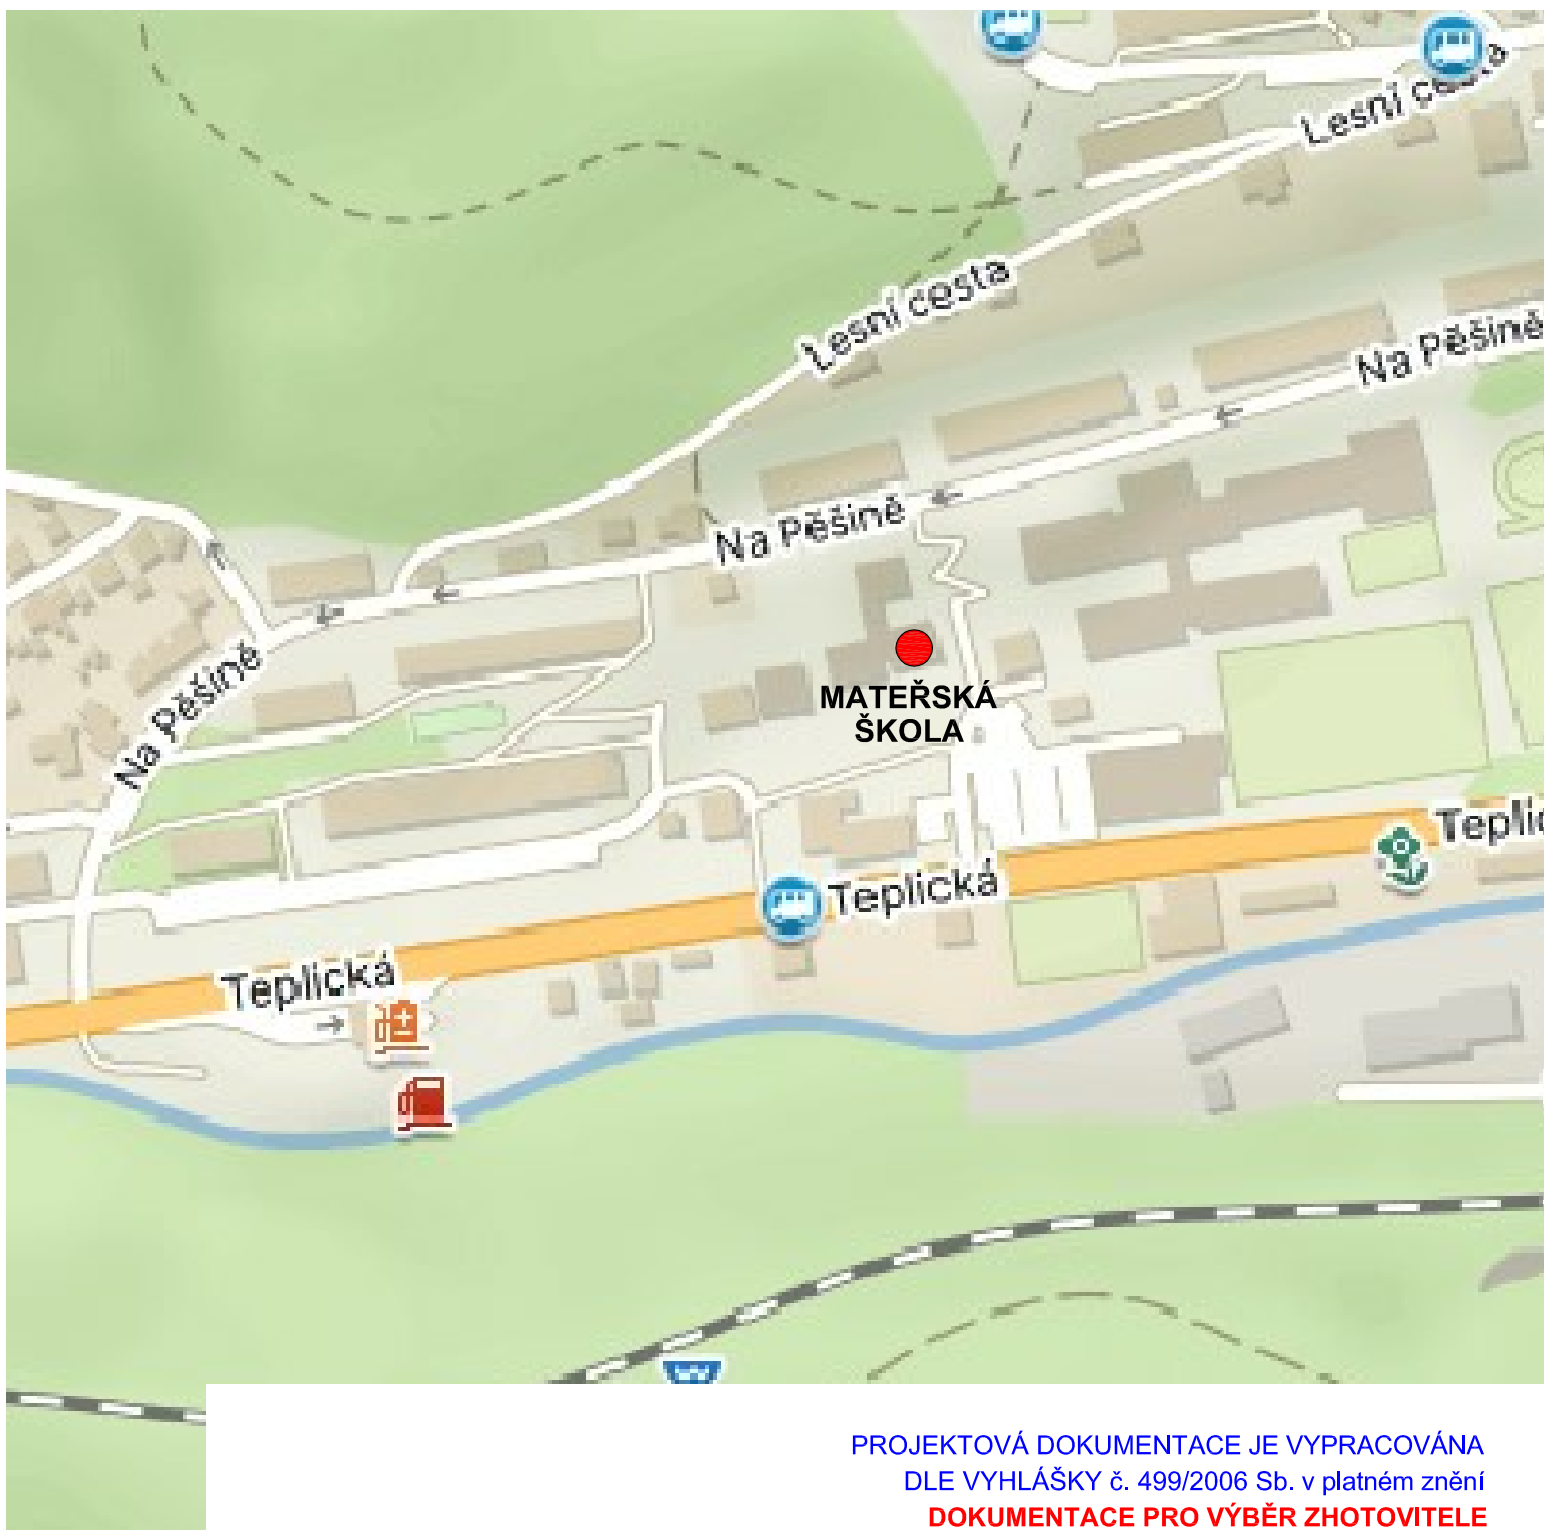 Lesní cesta
Lesní cesta
Na Pěšině
Na Pěšině
Na Pěšině
MATEŘSKÁ
ŠKOLA
Teplická
Teplická
PROJEKTOVÁ DOKUMENTACE JE VYPRACOVÁNA
DLE VYHLÁŠKY č. 499/2006 Sb. v platném znění
DOKUMENTACE PRO VÝBĚR ZHOTOVITELE